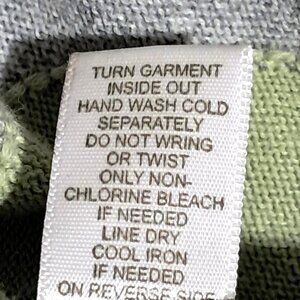 TURN GARMENT
INSIDE OUT
HAND WASH COLD
SEPARATELY
DO NOT WRING
OR TWIST
ONLY NON-
CHLORINE BLEACH
IF NEEDED
LINE DRY
COOL IRON
IF NEEDED
ON REVERSE SIDE